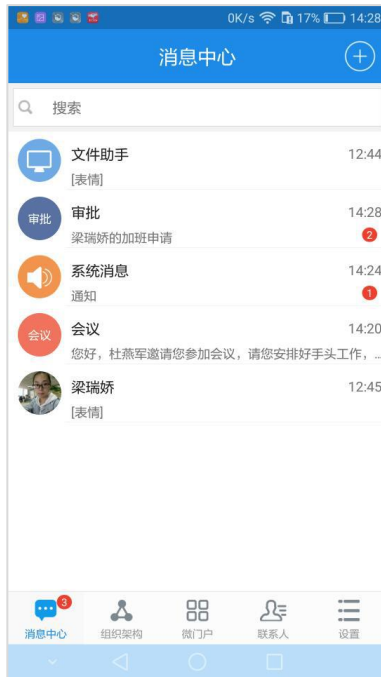 0K/s 17% 14:28
消息中心
搜索
文件助手 12:44
[表情]
审批 审批 14:28
梁瑞娇的加班申请 2
系统消息 14:24
通知 1
会议 会议 14:20
您好，杜燕军邀请您参加会议，请您安排好手头工作，...
梁瑞娇 12:45
[表情]
3
消息中心 组织架构 微门户 联系人 设置